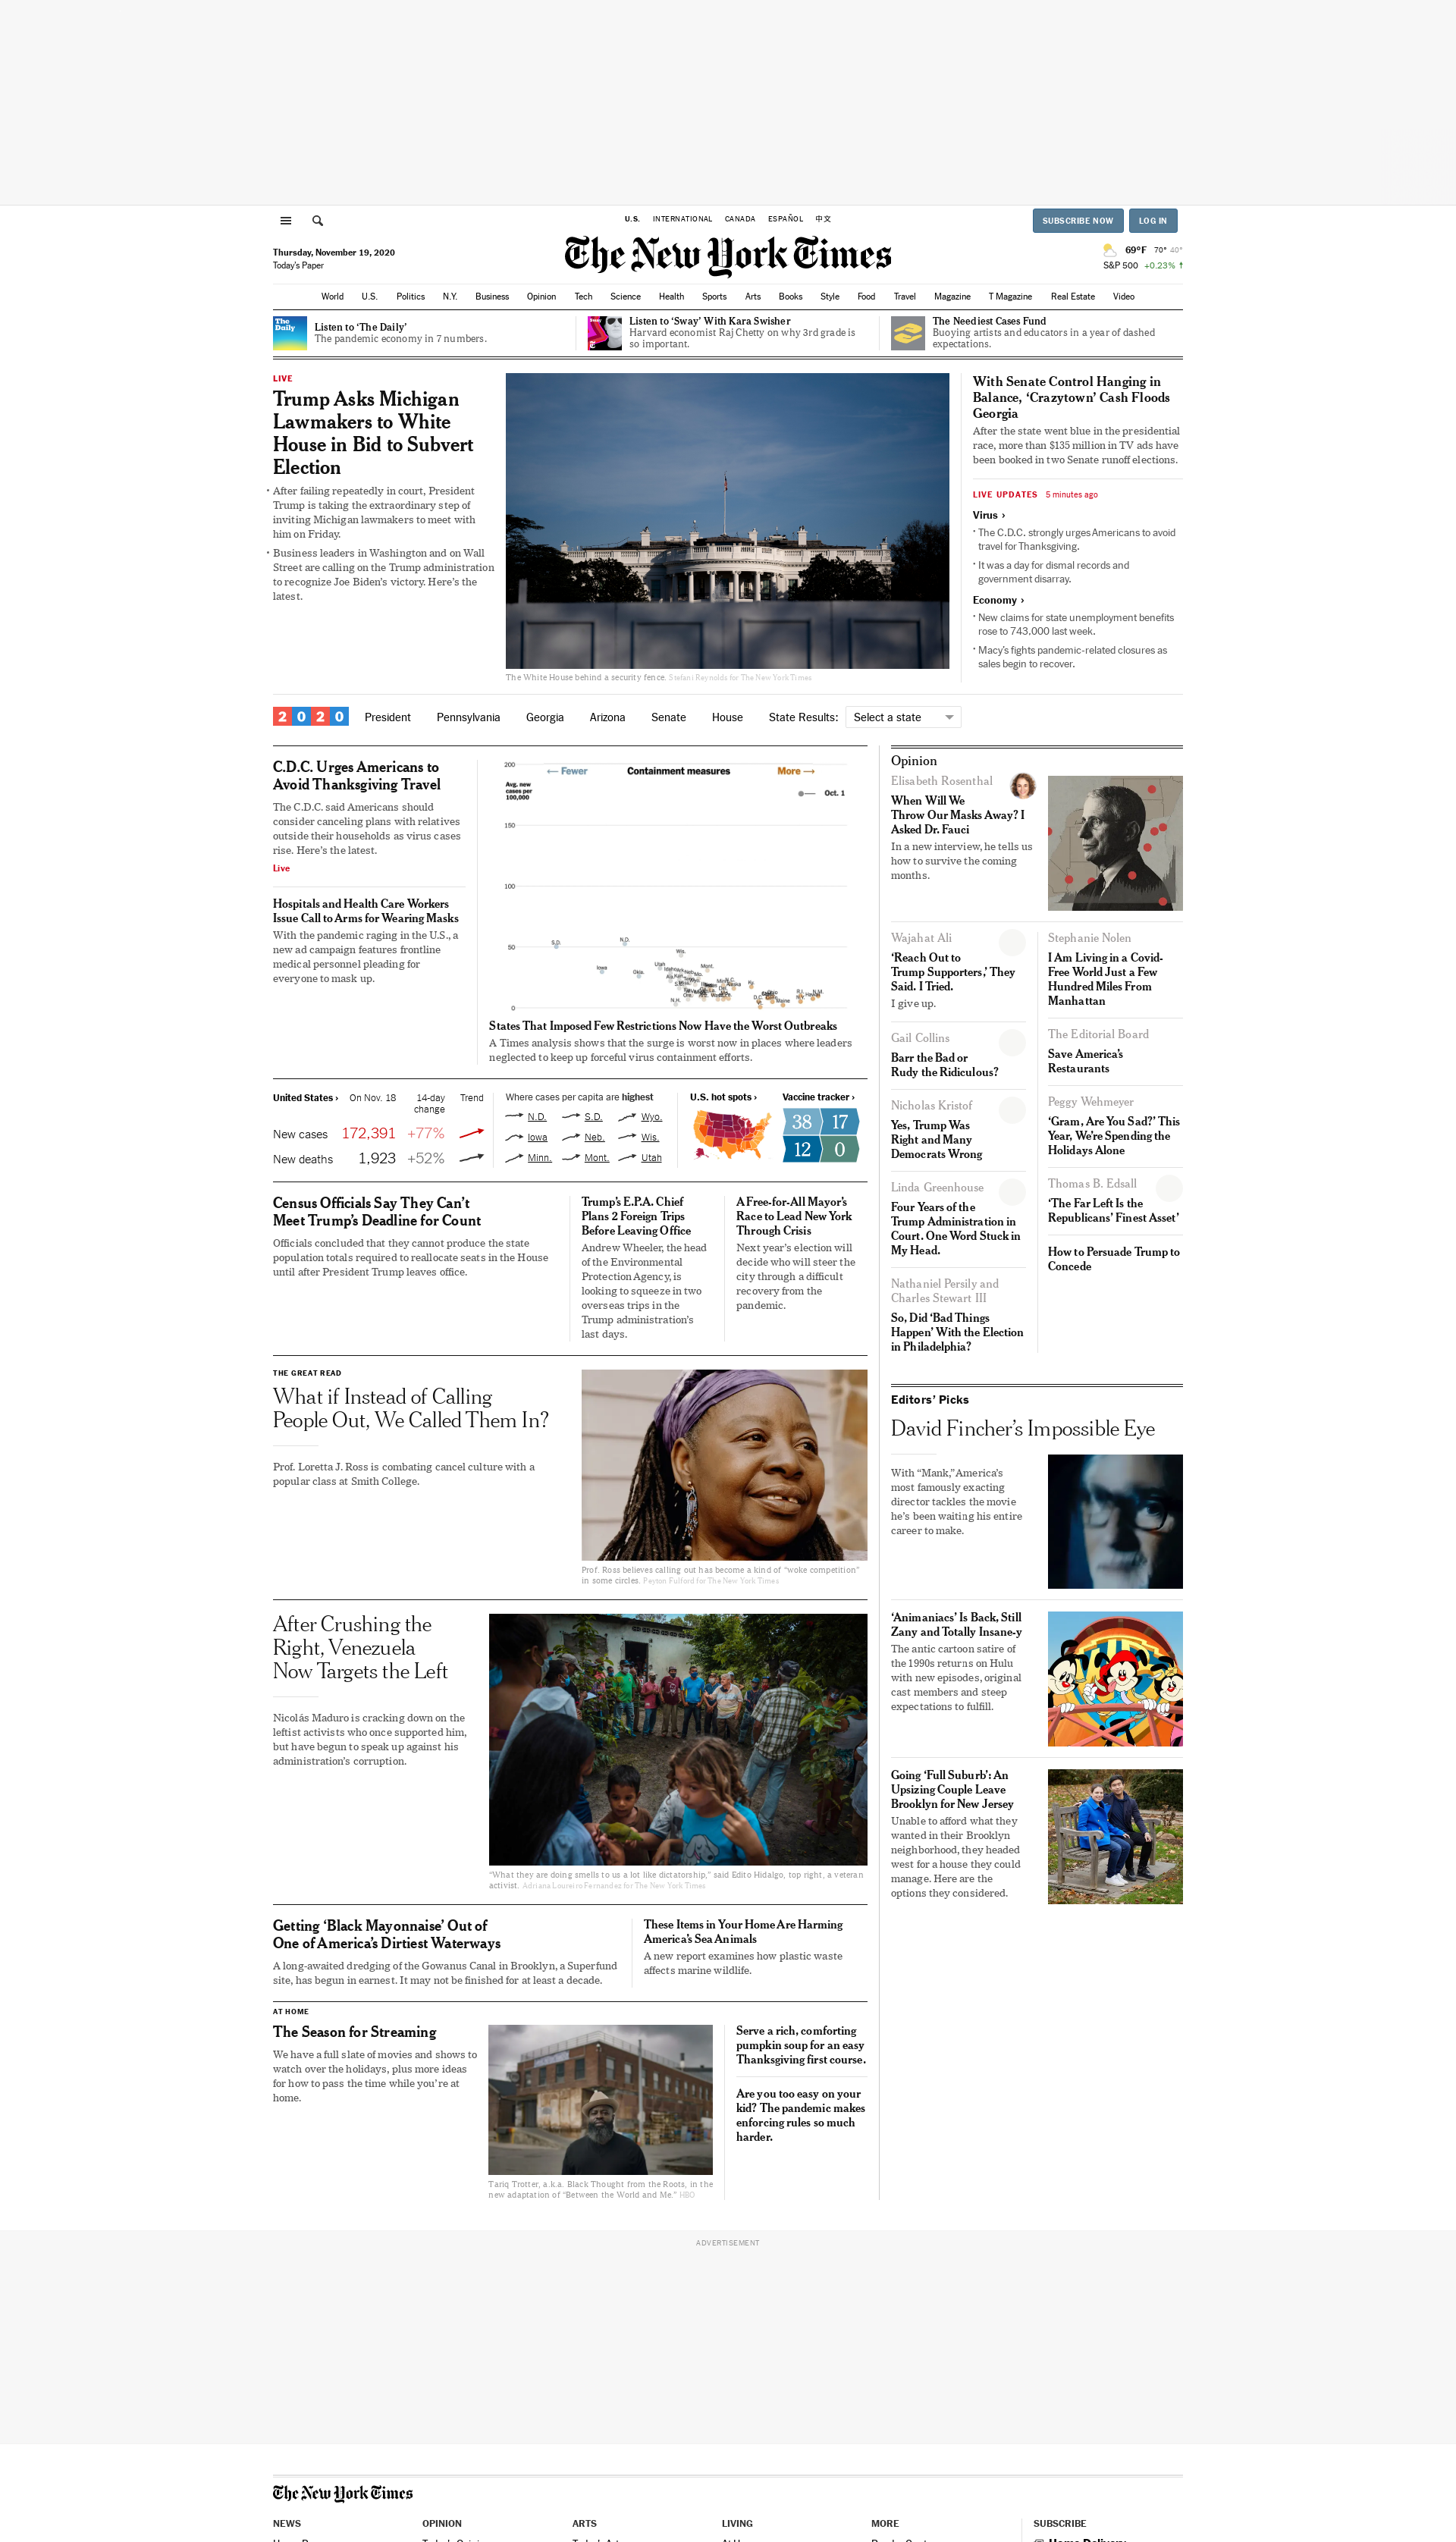 U.S. INTERNATIONAL CANADA ESPAÑOL 中文
SUBSCRIBE NOW LOG IN
Thursday, November 19, 2020
Today's Paper
The New York Times
69°F 70° 40°
S&P 500 +0.23%
World U.S. Politics N.Y. Business Opinion Tech Science Health Sports Arts Books Style Food Travel Magazine T Magazine Real Estate Video
The Daily
Listen to ‘The Daily’
The pandemic economy in 7 numbers.
Listen to ‘Sway’ With Kara Swisher
Harvard economist Raj Chetty on why 3rd grade is
so important.
The Neediest Cases Fund
Buoying artists and educators in a year of dashed
expectations.
LIVE
Trump Asks Michigan
Lawmakers to White
House in Bid to Subvert
Election
• After failing repeatedly in court, President
Trump is taking the extraordinary step of
inviting Michigan lawmakers to meet with
him on Friday.
• Business leaders in Washington and on Wall
Street are calling on the Trump administration
to recognize Joe Biden’s victory. Here’s the
latest.
The White House behind a security fence. Stefani Reynolds for The New York Times
With Senate Control Hanging in
Balance, ‘Crazytown’ Cash Floods
Georgia
After the state went blue in the presidential
race, more than $135 million in TV ads have
been booked in two Senate runoff elections.
LIVE UPDATES 5 minutes ago
Virus ›
• The C.D.C. strongly urges Americans to avoid
travel for Thanksgiving.
• It was a day for dismal records and
government disarray.
Economy ›
• New claims for state unemployment benefits
rose to 743,000 last week.
• Macy’s fights pandemic-related closures as
sales begin to recover.
2020 President Pennsylvania Georgia Arizona Senate House State Results: Select a state
C.D.C. Urges Americans to
Avoid Thanksgiving Travel
The C.D.C. said Americans should
consider canceling plans with relatives
outside their households as virus cases
rise. Here’s the latest.
Live
Hospitals and Health Care Workers
Issue Call to Arms for Wearing Masks
With the pandemic raging in the U.S., a
new ad campaign features frontline
medical personnel pleading for
everyone to mask up.
200
← Fewer Containment measures More →
Avg. new
cases per
100,000
Oct. 1
150
100
50
S.D. N.D. Wis.
Iowa Okla. Utah Mont.
N.H.
0
States That Imposed Few Restrictions Now Have the Worst Outbreaks
A Times analysis shows that the surge is worst now in places where leaders
neglected to keep up forceful virus containment efforts.
United States › On Nov. 18 14-day
change Trend
New cases 172,391 +77%
New deaths 1,923 +52%
Where cases per capita are highest
N.D. S.D. Wyo.
Iowa Neb. Wis.
Minn. Mont. Utah
U.S. hot spots ›
Vaccine tracker ›
38 17
12 0
Census Officials Say They Can’t
Meet Trump’s Deadline for Count
Officials concluded that they cannot produce the state
population totals required to reallocate seats in the House
until after President Trump leaves office.
Trump’s E.P.A. Chief
Plans 2 Foreign Trips
Before Leaving Office
Andrew Wheeler, the head
of the Environmental
Protection Agency, is
looking to squeeze in two
overseas trips in the
Trump administration’s
last days.
A Free-for-All Mayor’s
Race to Lead New York
Through Crisis
Next year’s election will
decide who will steer the
city through a difficult
recovery from the
pandemic.
THE GREAT READ
What if Instead of Calling
People Out, We Called Them In?
Prof. Loretta J. Ross is combating cancel culture with a
popular class at Smith College.
Prof. Ross believes calling out has become a kind of “woke competition”
in some circles. Peyton Fulford for The New York Times
After Crushing the
Right, Venezuela
Now Targets the Left
Nicolás Maduro is cracking down on the
leftist activists who once supported him,
but have begun to speak up against his
administration’s corruption.
“What they are doing smells to us a lot like dictatorship,” said Edito Hidalgo, top right, a veteran
activist. Adriana Loureiro Fernandez for The New York Times
Getting ‘Black Mayonnaise’ Out of
One of America’s Dirtiest Waterways
A long-awaited dredging of the Gowanus Canal in Brooklyn, a Superfund
site, has begun in earnest. It may not be finished for at least a decade.
These Items in Your Home Are Harming
America’s Sea Animals
A new report examines how plastic waste
affects marine wildlife.
AT HOME
The Season for Streaming
We have a full slate of movies and shows to
watch over the holidays, plus more ideas
for how to pass the time while you’re at
home.
Tariq Trotter, a.k.a. Black Thought from the Roots, in the
new adaptation of “Between the World and Me.” HBO
Serve a rich, comforting
pumpkin soup for an easy
Thanksgiving first course.
Are you too easy on your
kid? The pandemic makes
enforcing rules so much
harder.
Opinion
Elisabeth Rosenthal
When Will We
Throw Our Masks Away? I
Asked Dr. Fauci
In a new interview, he tells us
how to survive the coming
months.
Wajahat Ali
‘Reach Out to
Trump Supporters,’ They
Said. I Tried.
I give up.
Gail Collins
Barr the Bad or
Rudy the Ridiculous?
Nicholas Kristof
Yes, Trump Was
Right and Many
Democrats Wrong
Linda Greenhouse
Four Years of the
Trump Administration in
Court. One Word Stuck in
My Head.
Nathaniel Persily and
Charles Stewart III
So, Did ‘Bad Things
Happen’ With the Election
in Philadelphia?
Stephanie Nolen
I Am Living in a Covid-
Free World Just a Few
Hundred Miles From
Manhattan
The Editorial Board
Save America’s
Restaurants
Peggy Wehmeyer
‘Gram, Are You Sad?’ This
Year, We’re Spending the
Holidays Alone
Thomas B. Edsall
‘The Far Left Is the
Republicans’ Finest Asset’
How to Persuade Trump to
Concede
Editors’ Picks
David Fincher’s Impossible Eye
With “Mank,” America’s
most famously exacting
director tackles the movie
he’s been waiting his entire
career to make.
‘Animaniacs’ Is Back, Still
Zany and Totally Insane-y
The antic cartoon satire of
the 1990s returns on Hulu
with new episodes, original
cast members and steep
expectations to fulfill.
Going ‘Full Suburb’: An
Upsizing Couple Leave
Brooklyn for New Jersey
Unable to afford what they
wanted in their Brooklyn
neighborhood, they headed
west for a house they could
manage. Here are the
options they considered.
ADVERTISEMENT
The New York Times
NEWS OPINION ARTS LIVING MORE SUBSCRIBE